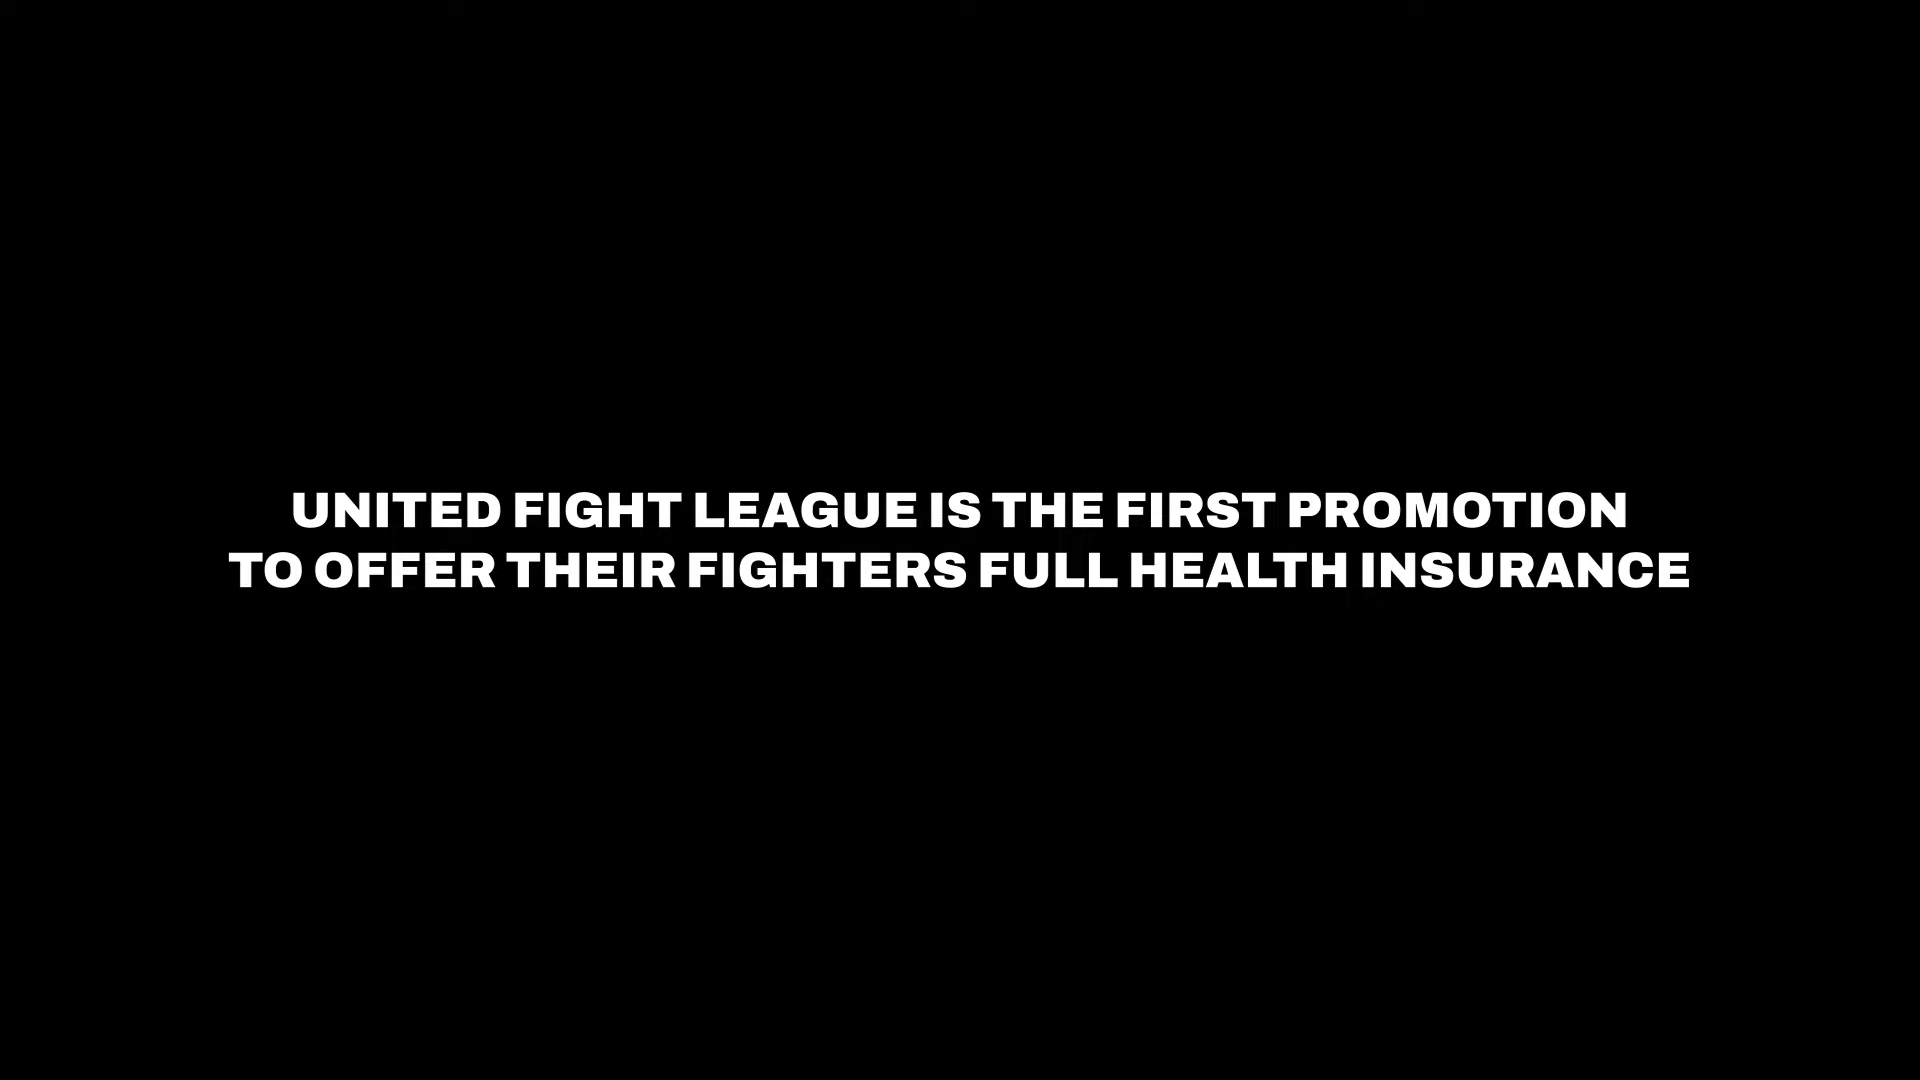 UNITED FIGHT LEAGUE IS THE FIRST PROMOTION
TO OFFER THEIR FIGHTERS FULL HEALTH INSURANCE